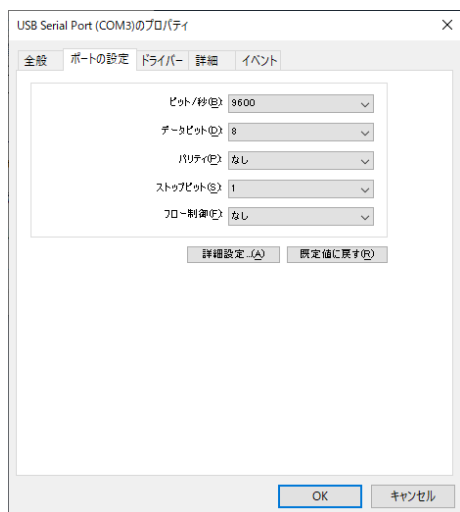 USB Serial Port (COM3)のプロパティ
全般 ポートの設定 ドライバー 詳細 イベント
ビット/秒(B): 9600
データ ビット(D): 8
パリティ(P): なし
ストップ ビット(S): 1
フロー制御(F): なし
詳細設定...(A) 既定値に戻す(R)
OK キャンセル